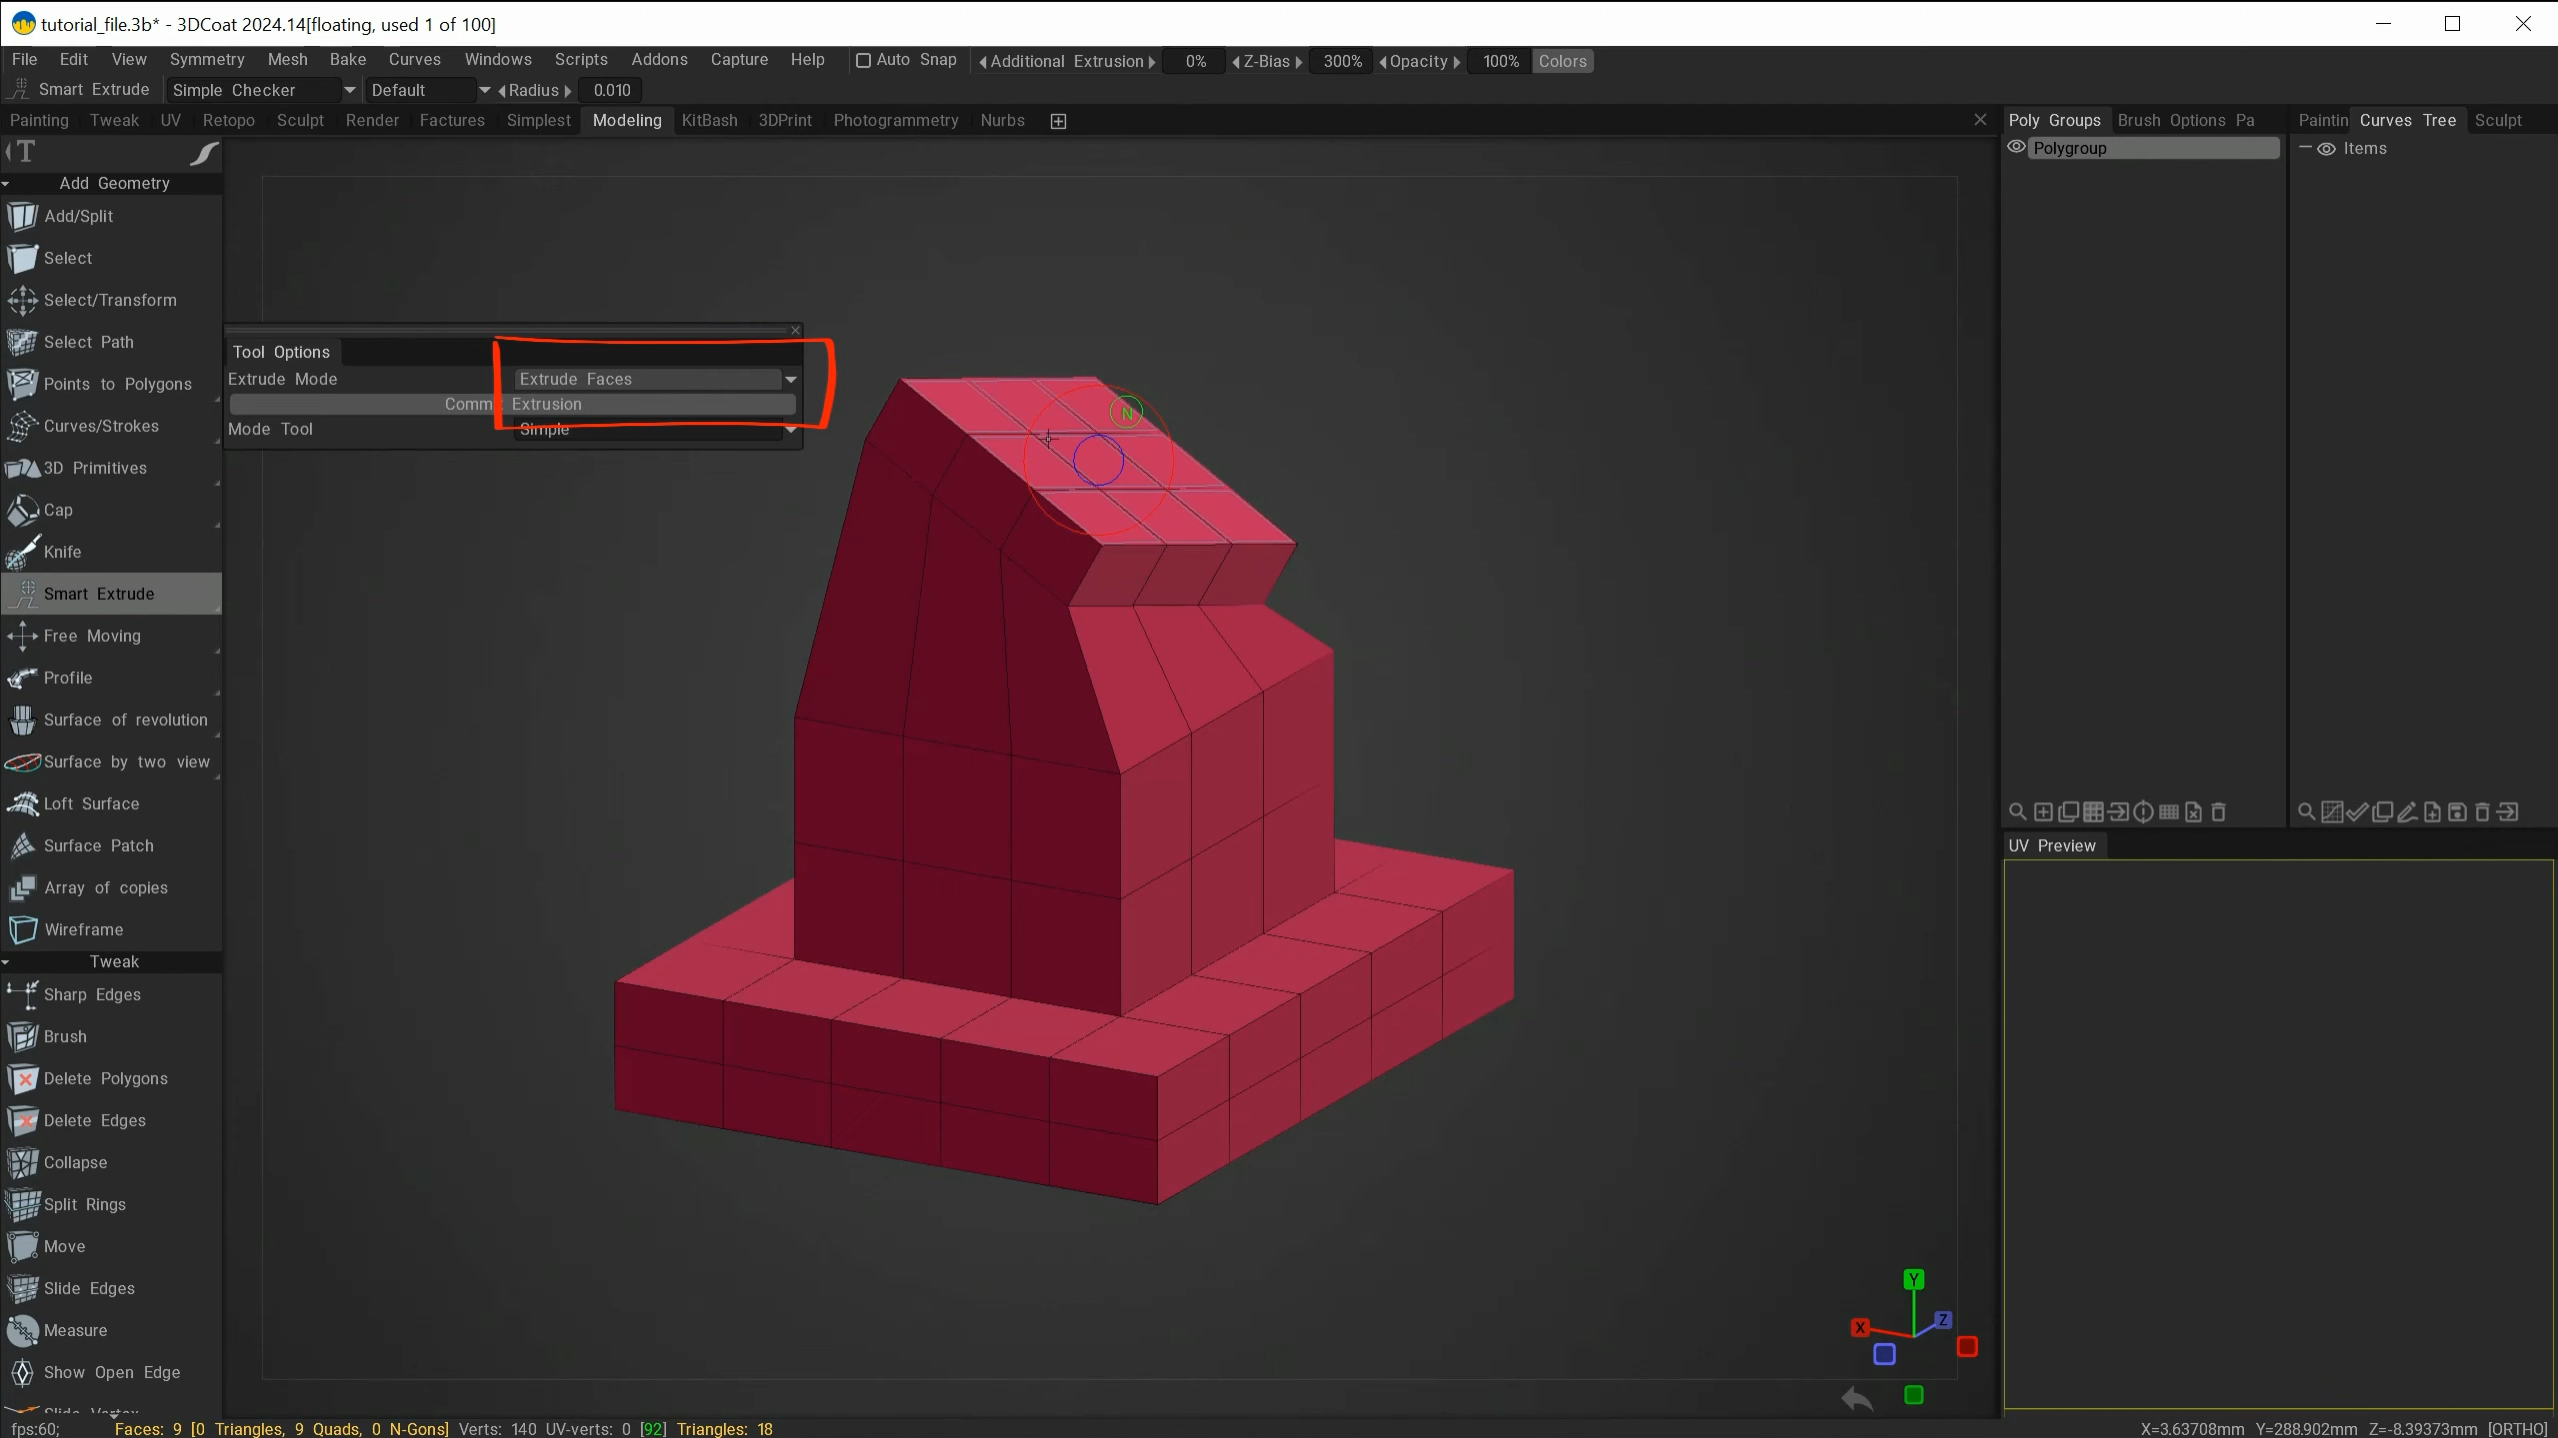 tutorial_file.3b* - 3DCoat 2024.14[floating, used 1 of 100]
File Edit View Symmetry Mesh Bake Curves Windows Scripts Addons Capture Help Auto Snap Additional Extrusion 0% Z-Bias 300% Opacity 100% Colors
Smart Extrude Simple Checker Default Radius 0.010
Painting Tweak UV Retopo Sculpt Render Factures Simplest Modeling KitBash 3DPrint Photogrammetry Nurbs
Poly Groups Brush Options Pa
Paintin Curves Tree Sculpt
T
Polygroup
Items
Add Geometry
Add/Split
Select
Select/Transform
Select Path
Points to Polygons
Curves/Strokes
3D Primitives
Cap
Knife
Smart Extrude
Free Moving
Profile
Surface of revolution
Surface by two view
Loft Surface
Surface Patch
Array of copies
Wireframe
Tweak
Sharp Edges
Brush
Delete Polygons
Delete Edges
Collapse
Split Rings
Move
Slide Edges
Measure
Show Open Edge
Tool Options
Extrude Mode Extrude Faces
Comm Extrusion
Mode Tool Simple
N
UV Preview
Y
X
Z
fps:60; Faces: 9 [0 Triangles, 9 Quads, 0 N-Gons] Verts: 140 UV-verts: 0 [92] Triangles: 18
X=3.63708mm Y=288.902mm Z=-8.39373mm [ORTHO]